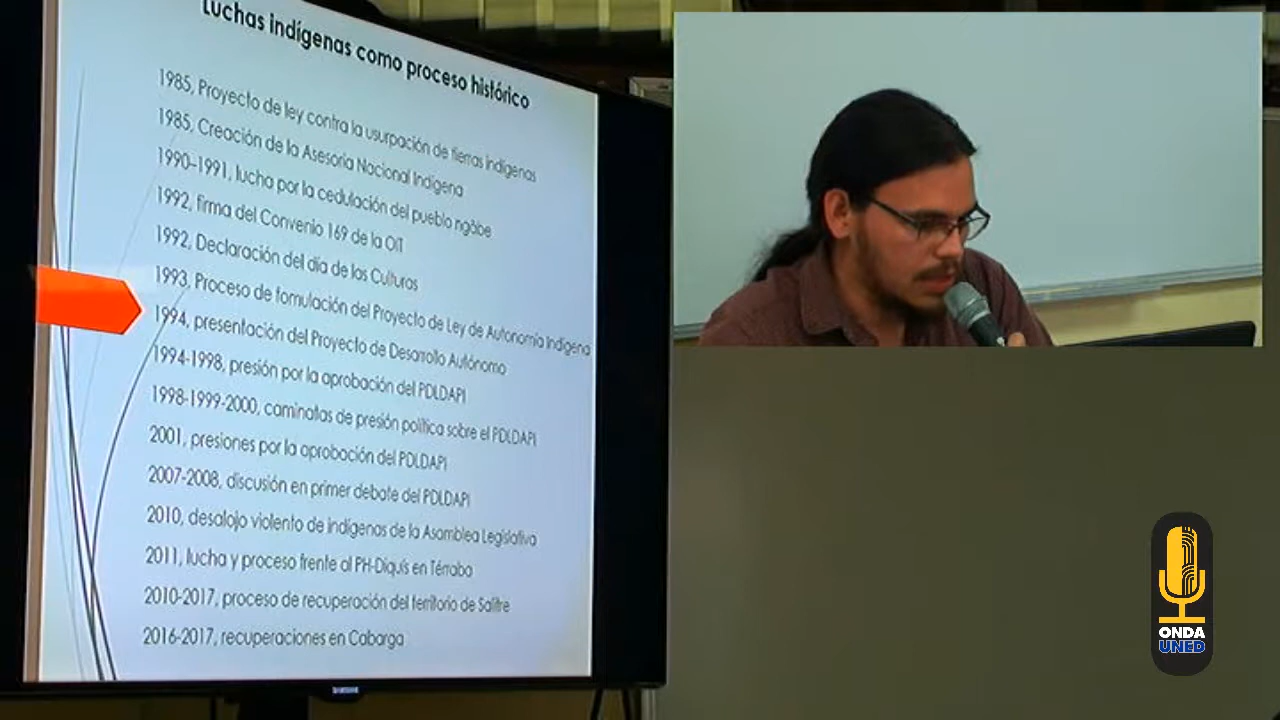 Luchas indígenas como proceso histórico
1985, Proyecto de ley contra la usurpación de tierras indígenas
1985, Creación de la Asesoría Nacional Indígena
1990-1991, lucha por la cedulación del pueblo ngäbe
1992, firma del Convenio 169 de la OIT
1992, Declaración del día de las Culturas
1993, Proceso de fomulación del Proyecto de Ley de Autonomía Indígena
1994, presentación del Proyecto de Desarrollo Autónomo
1994-1998, presión por la aprobación del PDLDAPI
1998-1999-2000, caminatas de presión política sobre el PDLDAPI
2001, presiones por la aprobación del PDLDAPI
2007-2008, discusión en primer debate del PDLDAPI
2010, desalojo violento de indígenas de la Asamblea Legislativa
2011, lucha y proceso frente al PH-Diquís en Térraba
2010-2017, proceso de recuperación del territorio de Salitre
2016-2017, recuperaciones en Cabagra
SAMSUNG
ONDA
UNED